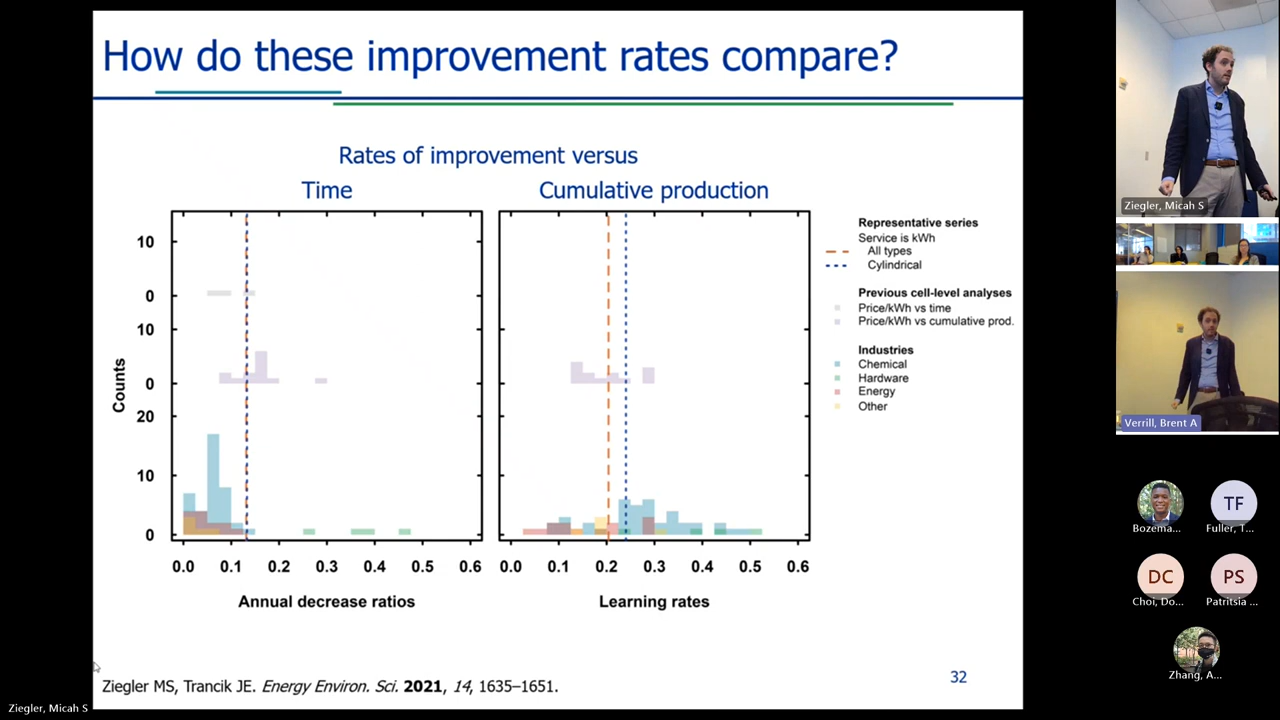 How do these improvement rates compare?
Rates of improvement versus
Time
Cumulative production
10
0
10
0
20
10
0
Counts
0.0 0.1 0.2 0.3 0.4 0.5 0.6
0.0 0.1 0.2 0.3 0.4 0.5 0.6
Annual decrease ratios
Learning rates
Representative series
Service is kWh
All types
Cylindrical
Previous cell-level analyses
Price/kWh vs time
Price/kWh vs cumulative prod.
Industries
Chemical
Hardware
Energy
Other
Ziegler MS, Trancik JE. Energy Environ. Sci. 2021, 14, 1635–1651.
32
Ziegler, Micah S
Ziegler, Micah S
Verrill, Brent A
Bozema...
TF
Fuller, T...
DC
Choi, Do...
PS
Patritsia ...
Zhang, A...